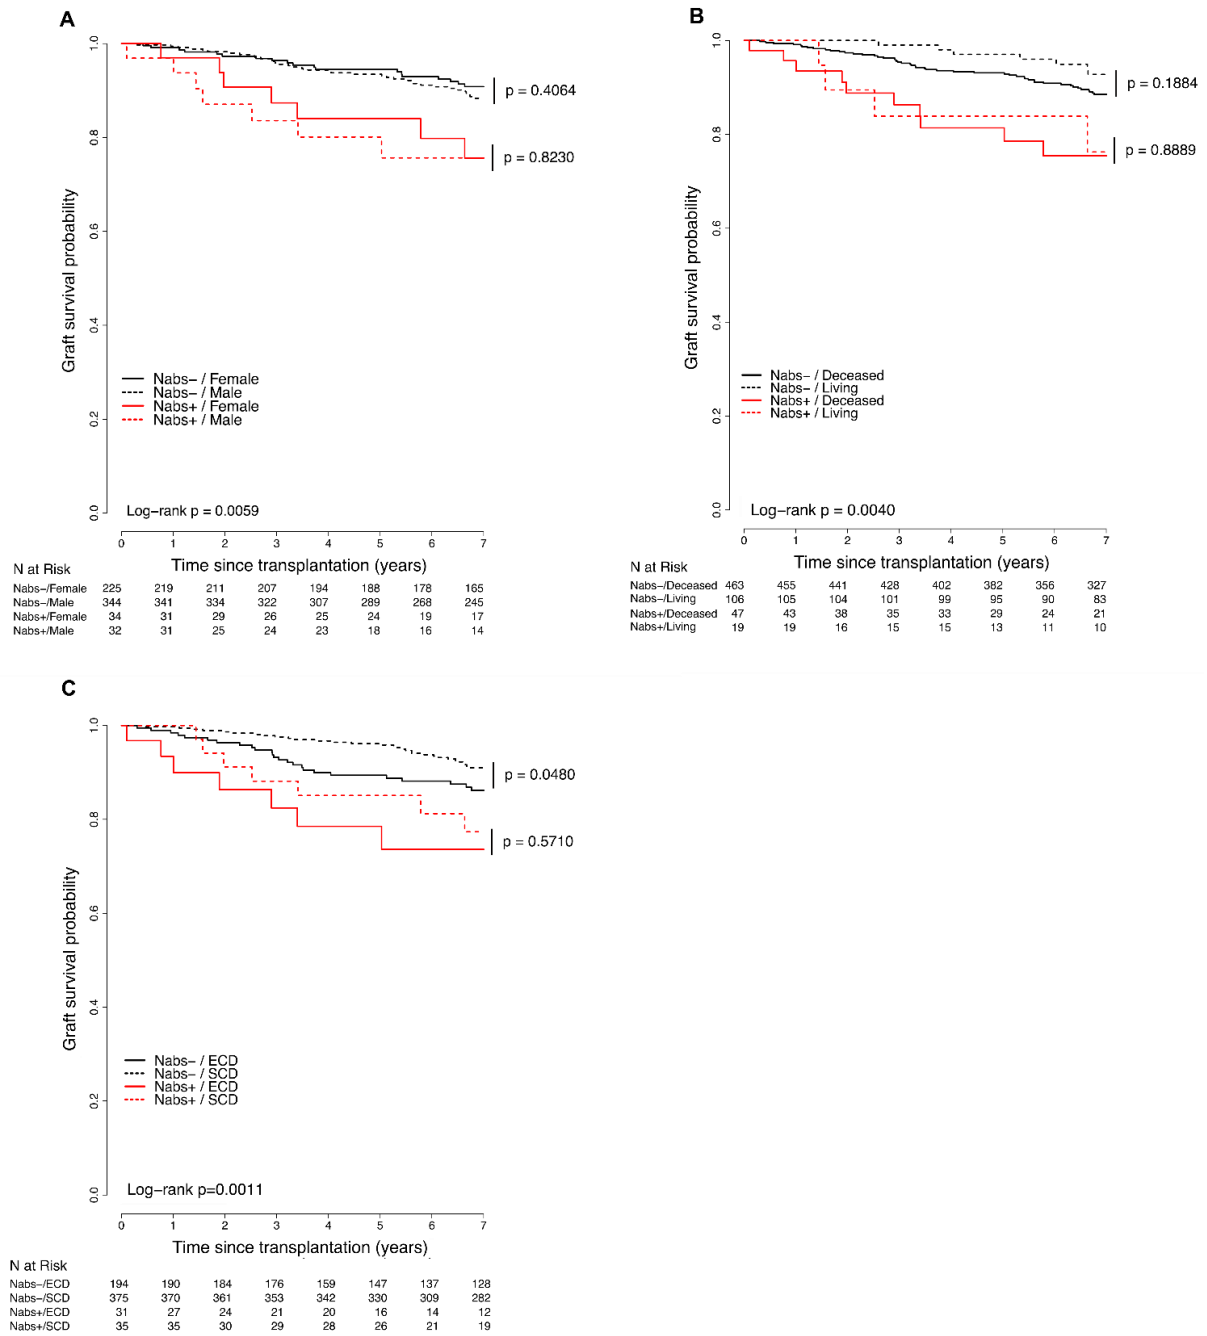 A
1.0
0.8
0.6
0.4
0.2
0.0
Graft survival probability
p = 0.4064
p = 0.8230
Nabs− / Female
Nabs− / Male
Nabs+ / Female
Nabs+ / Male
Log−rank p = 0.0059
0 1 2 3 4 5 6 7
Time since transplantation (years)
N at Risk
Nabs−/Female 225 219 211 207 194 188 178 165
Nabs−/Male 344 341 334 322 307 289 268 245
Nabs+/Female 34 31 29 26 25 24 19 17
Nabs+/Male 32 31 25 24 23 18 16 14
B
1.0
0.8
0.6
0.4
0.2
0.0
Graft survival probability
p = 0.1884
p = 0.8889
Nabs− / Deceased
Nabs− / Living
Nabs+ / Deceased
Nabs+ / Living
Log−rank p = 0.0040
0 1 2 3 4 5 6 7
Time since transplantation (years)
N at Risk
Nabs−/Deceased 463 455 441 428 402 382 356 327
Nabs−/Living 106 105 104 101 99 95 90 83
Nabs+/Deceased 47 43 38 35 33 29 24 21
Nabs+/Living 19 19 16 15 15 13 11 10
C
1.0
0.8
0.6
0.4
0.2
0.0
Graft survival probability
p = 0.0480
p = 0.5710
Nabs− / ECD
Nabs− / SCD
Nabs+ / ECD
Nabs+ / SCD
Log−rank p=0.0011
0 1 2 3 4 5 6 7
Time since transplantation (years)
N at Risk
Nabs−/ECD 194 190 184 176 159 147 137 128
Nabs−/SCD 375 370 361 353 342 330 309 282
Nabs+/ECD 31 27 24 21 20 16 14 12
Nabs+/SCD 35 35 30 29 28 26 21 19